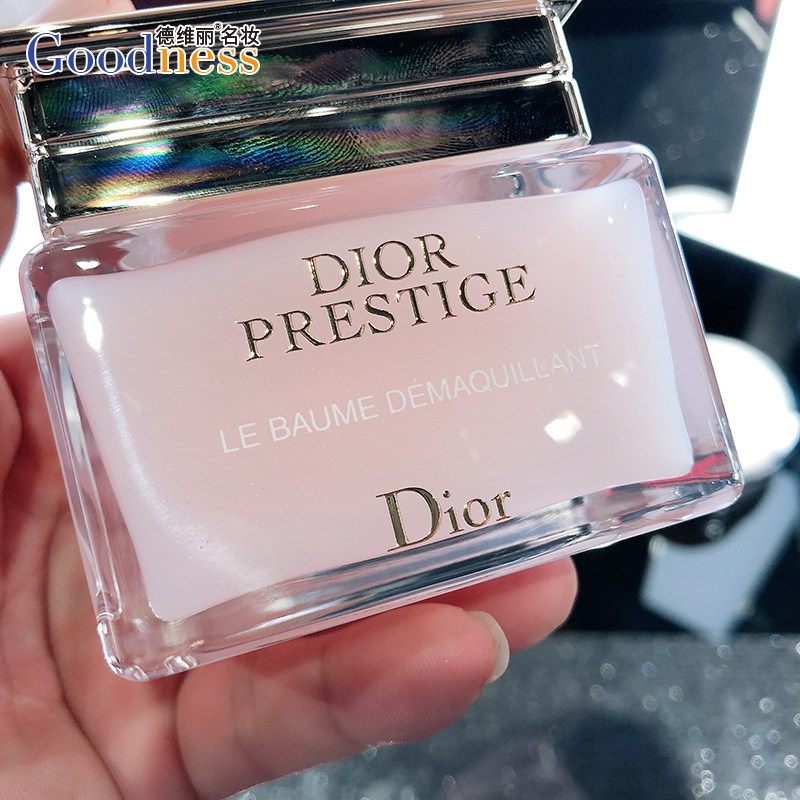 德维丽®名妆
Goodness
DIOR
PRESTIGE
LE BAUME DÉMAQUILLANT
Dior